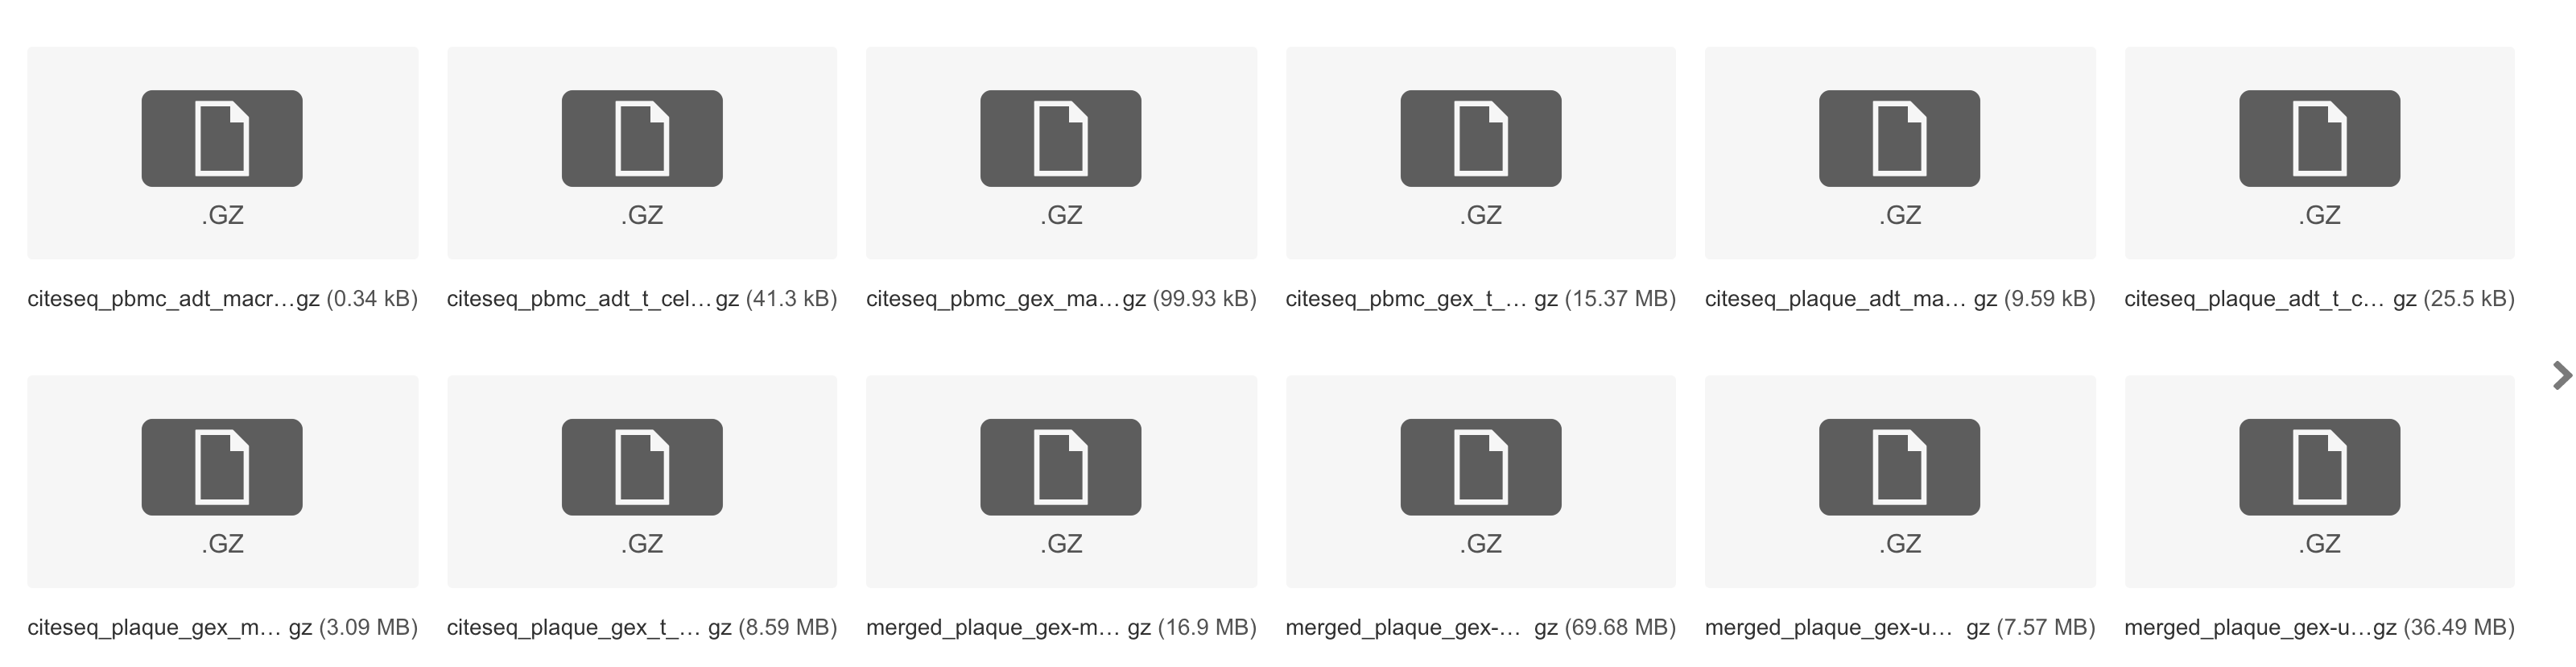 .GZ .GZ .GZ .GZ .GZ .GZ
citeseq_pbmc_adt_macr…gz (0.34 kB) citeseq_pbmc_adt_t_cel…gz (41.3 kB) citeseq_pbmc_gex_ma…gz (99.93 kB) citeseq_pbmc_gex_t_… gz (15.37 MB) citeseq_plaque_adt_ma… gz (9.59 kB) citeseq_plaque_adt_t_c… gz (25.5 kB)
.GZ .GZ .GZ .GZ .GZ .GZ
citeseq_plaque_gex_m… gz (3.09 MB) citeseq_plaque_gex_t_… gz (8.59 MB) merged_plaque_gex-m… gz (16.9 MB) merged_plaque_gex-… gz (69.68 MB) merged_plaque_gex-u… gz (7.57 MB) merged_plaque_gex-u…gz (36.49 MB)